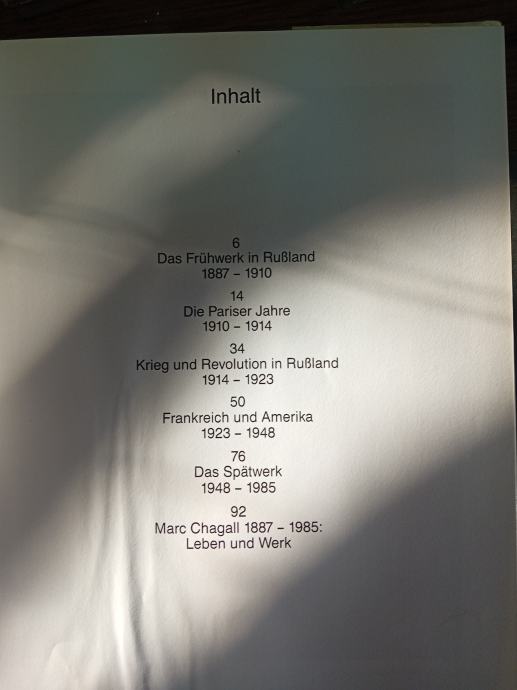 Inhalt
6
Das Frühwerk in Rußland
1887 – 1910
14
Die Pariser Jahre
1910 – 1914
34
Krieg und Revolution in Rußland
1914 – 1923
50
Frankreich und Amerika
1923 – 1948
76
Das Spätwerk
1948 – 1985
92
Marc Chagall 1887 – 1985:
Leben und Werk